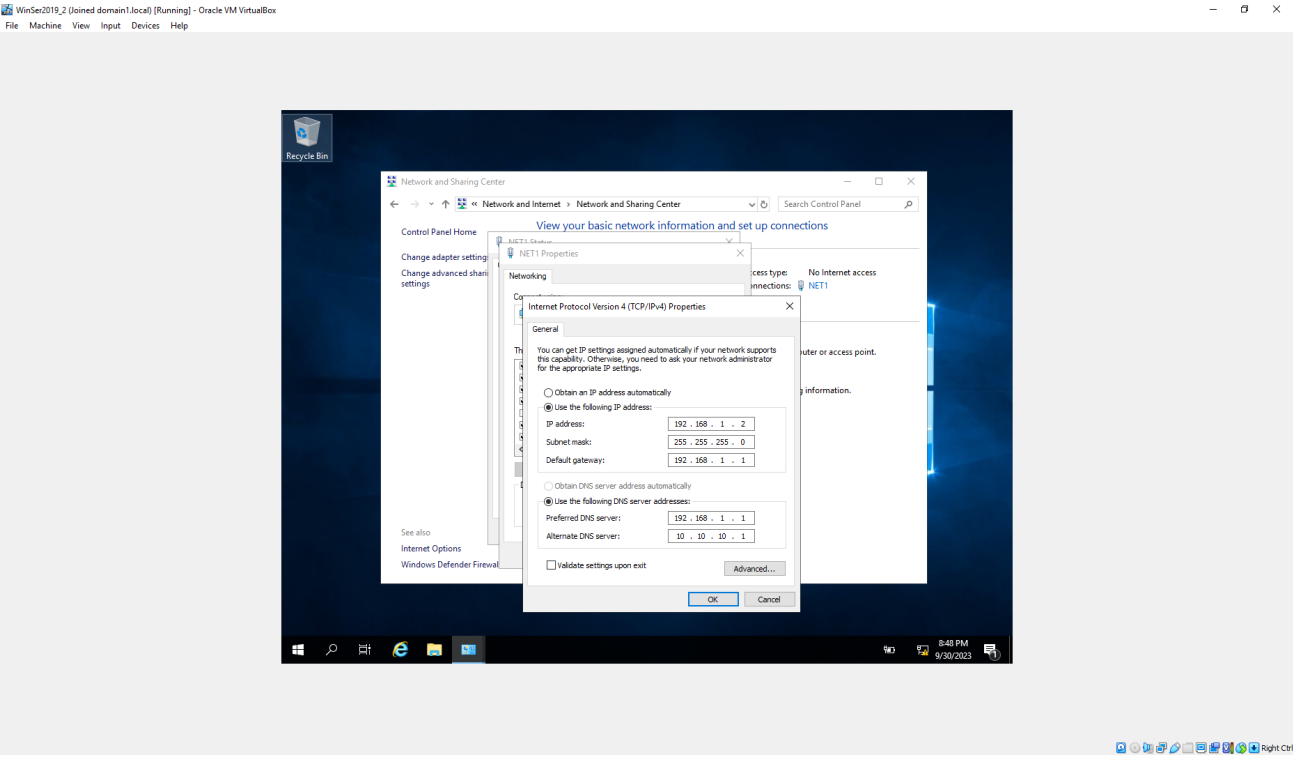 WinSer2019_2 (Joined domain1.local) [Running] - Oracle VM VirtualBox
File Machine View Input Devices Help
Recycle Bin
Network and Sharing Center
« Network and Internet › Network and Sharing Center
Search Control Panel
Control Panel Home
View your basic network information and set up connections
NET1 Status
Change adapter setting
NET1 Properties
Change advanced shari
settings
cess type: No Internet access
onnections: NET1
Networking
Internet Protocol Version 4 (TCP/IPv4) Properties
General
Th
You can get IP settings assigned automatically if your network supports
this capability. Otherwise, you need to ask your network administrator
for the appropriate IP settings.
uter or access point.
Obtain an IP address automatically
g information.
Use the following IP address:
IP address: 192 . 168 . 1 . 2
Subnet mask: 255 . 255 . 255 . 0
Default gateway: 192 . 168 . 1 . 1
Obtain DNS server address automatically
Use the following DNS server addresses:
Preferred DNS server: 192 . 168 . 1 . 1
Alternate DNS server: 10 . 10 . 10 . 1
See also
Internet Options
Windows Defender Firewal
Validate settings upon exit
Advanced...
OK Cancel
8:48 PM
9/30/2023
1
Right Ctrl